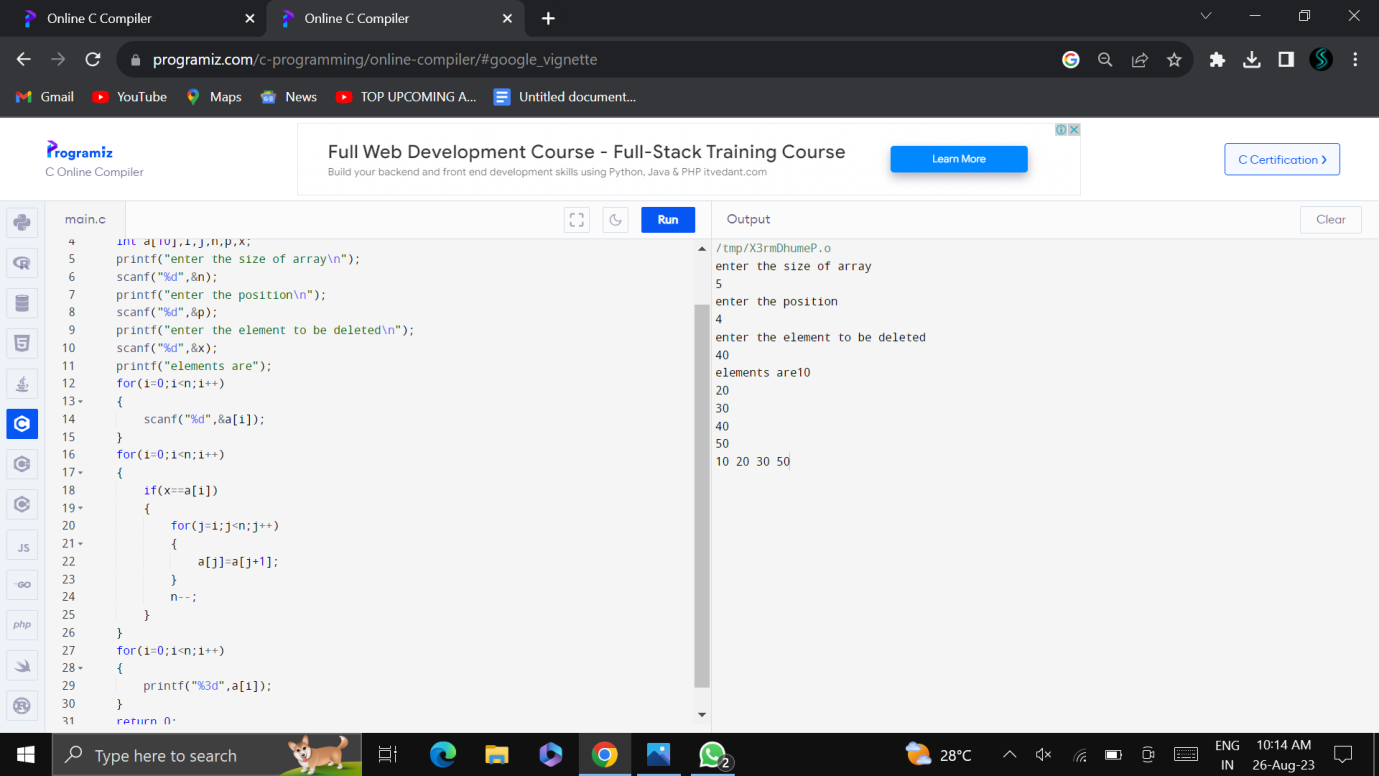 Online C Compiler
Online C Compiler
programiz.com/c-programming/online-compiler/#google_vignette
Gmail
YouTube
Maps
News
TOP UPCOMING A...
Untitled document...
Programiz
C Online Compiler
Full Web Development Course - Full-Stack Training Course
Build your backend and front end development skills using Python, Java & PHP itvedant.com
Learn More
C Certification >
main.c
Run
Output
Clear
4 int a[10],i,j,n,p,x;
5 printf("enter the size of array\n");
6 scanf("%d",&n);
7 printf("enter the position\n");
8 scanf("%d",&p);
9 printf("enter the element to be deleted\n");
10 scanf("%d",&x);
11 printf("elements are");
12 for(i=0;i<n;i++)
13 {
14 scanf("%d",&a[i]);
15 }
16 for(i=0;i<n;i++)
17 {
18 if(x==a[i])
19 {
20 for(j=i;j<n;j++)
21 {
22 a[j]=a[j+1];
23 }
24 n--;
25 }
26 }
27 for(i=0;i<n;i++)
28 {
29 printf("%3d",a[i]);
30 }
31 return 0;
/tmp/X3rmDhumeP.o
enter the size of array
5
enter the position
4
enter the element to be deleted
40
elements are10
20
30
40
50
10 20 30 50
JS
GO
php
Type here to search
2
28°C
ENG
IN
10:14 AM
26-Aug-23